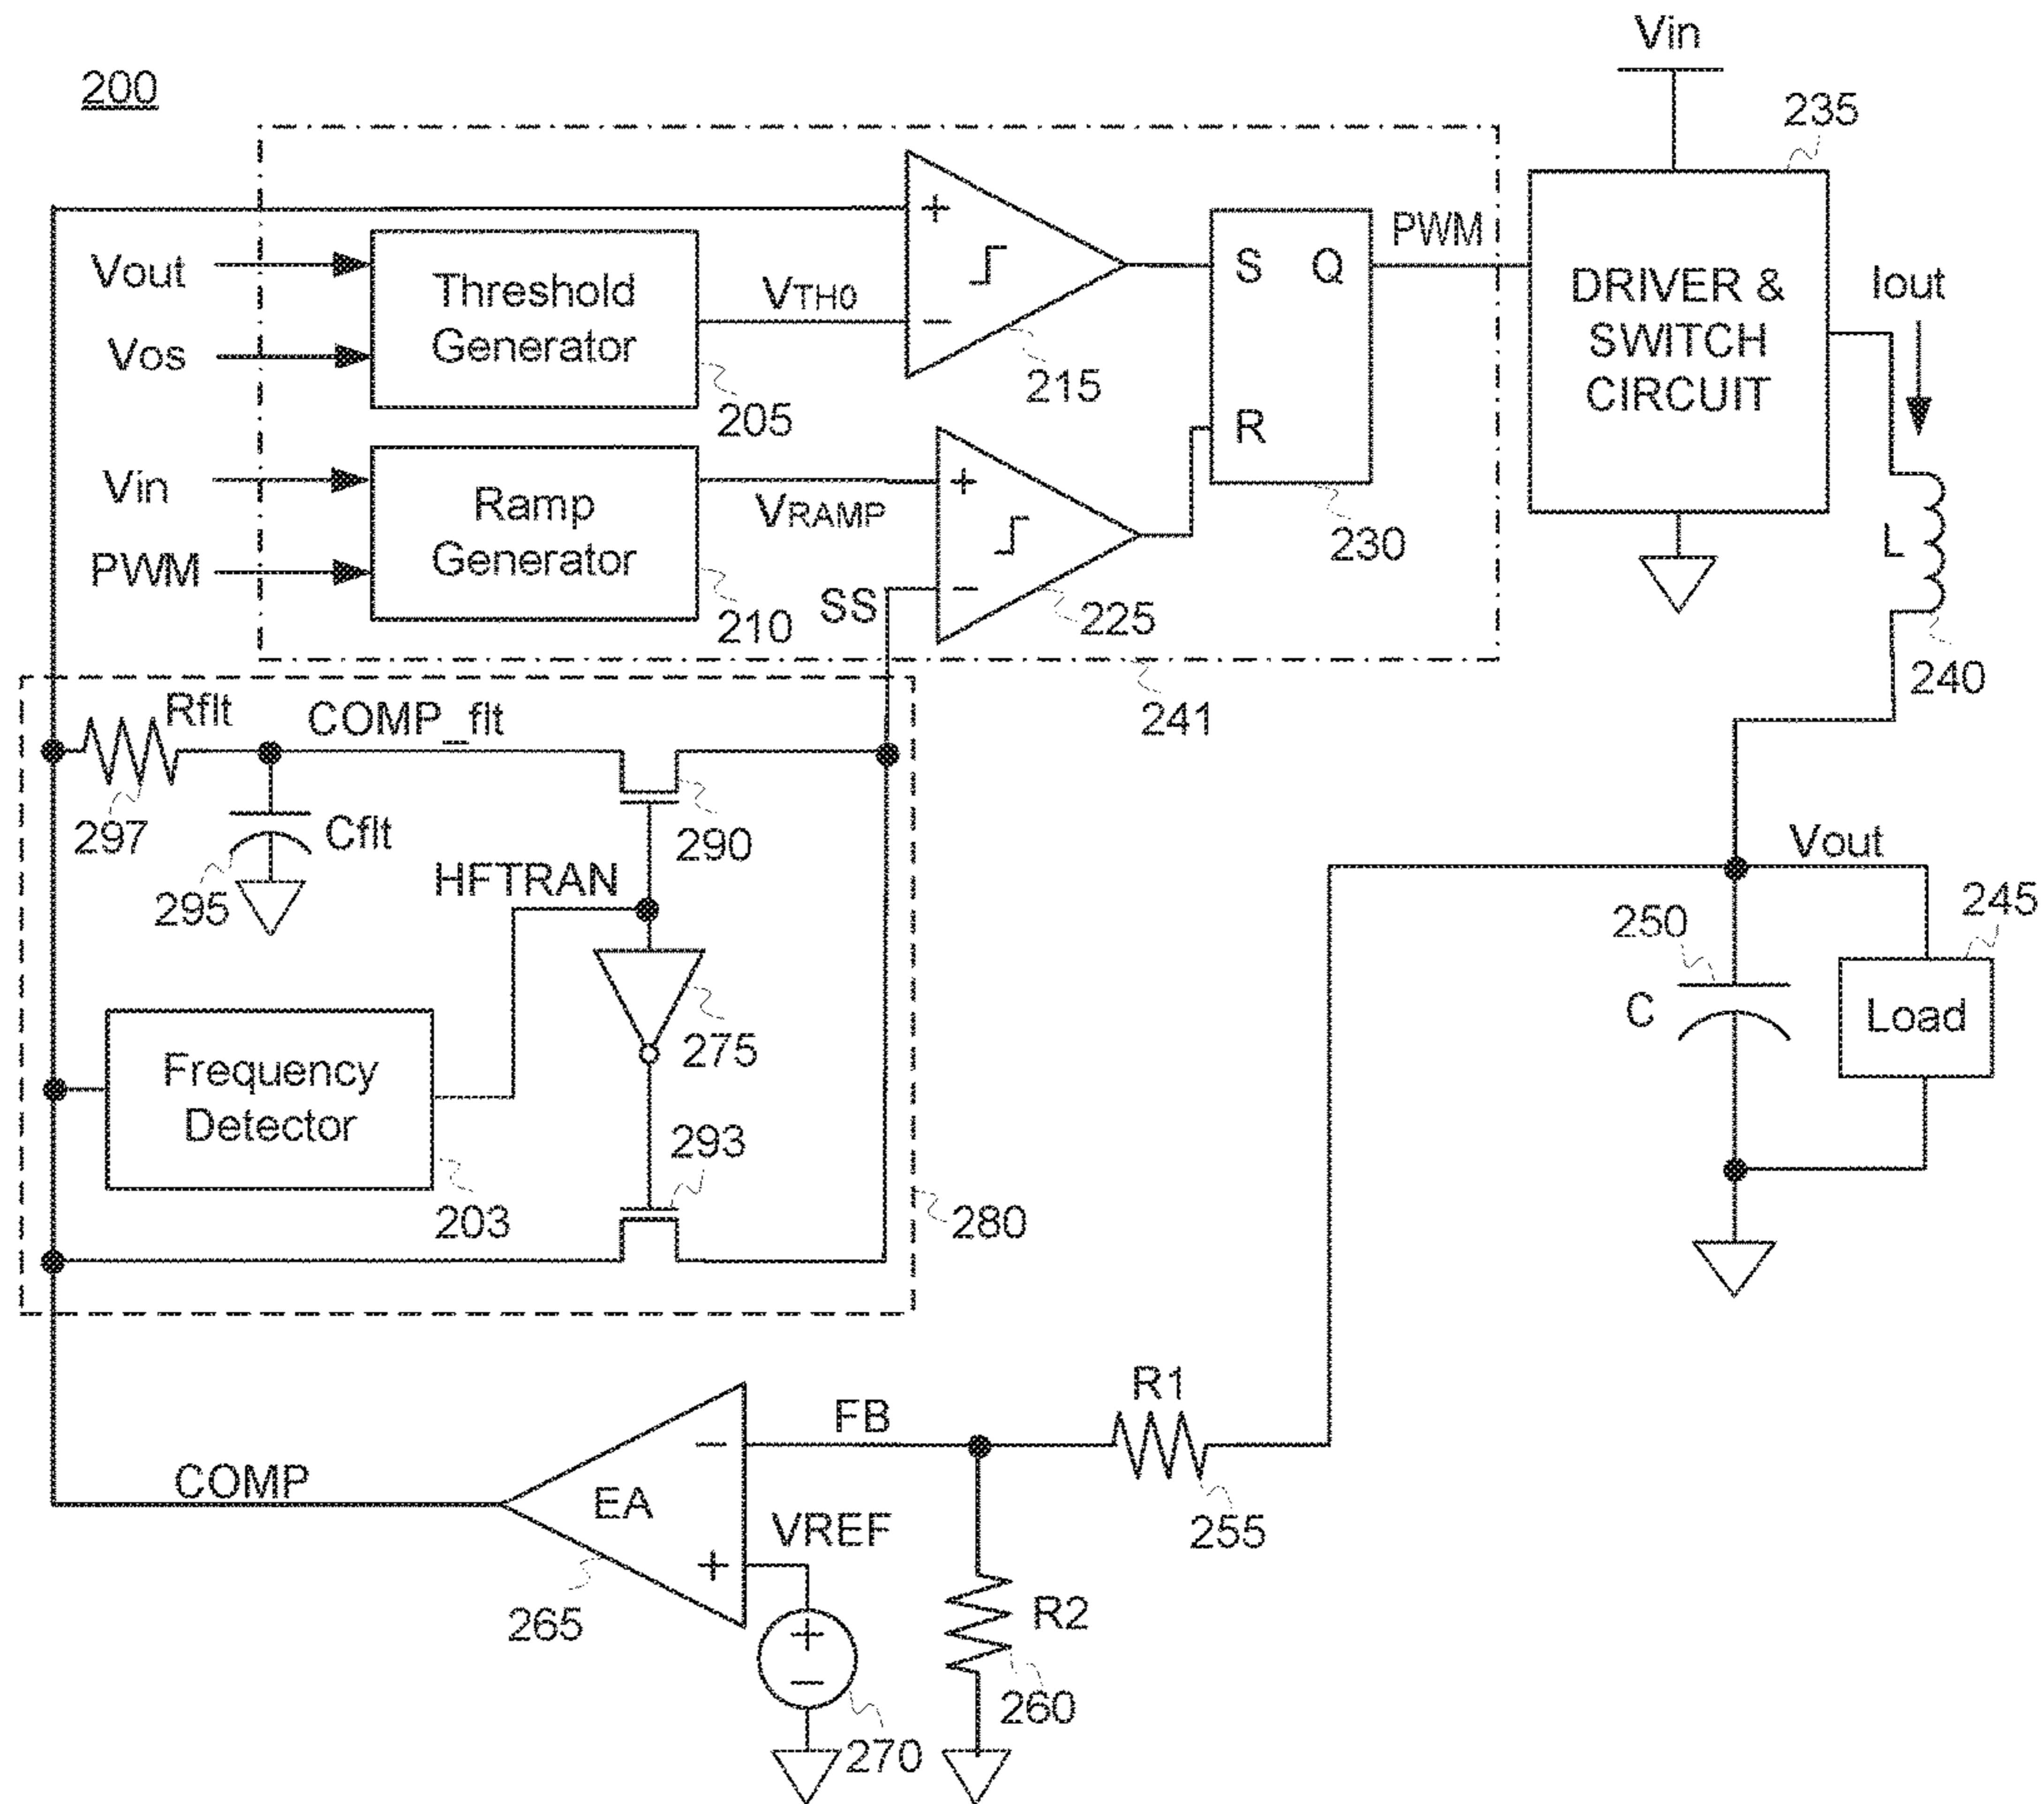 200
Vin
235
Vout
Vos
Threshold
Generator
205
VTH0
+
−
215
Vin
PWM
Ramp
Generator
210
VRAMP
SS
+
−
225
S
Q
R
230
PWM
DRIVER &
SWITCH
CIRCUIT
Iout
L
240
241
Rflt
297
COMP_flt
Cflt
295
290
HFTRAN
275
Frequency
Detector
203
293
280
Vout
250
C
245
Load
COMP
EA
−
+
265
FB
VREF
+
−
270
R1
255
R2
260